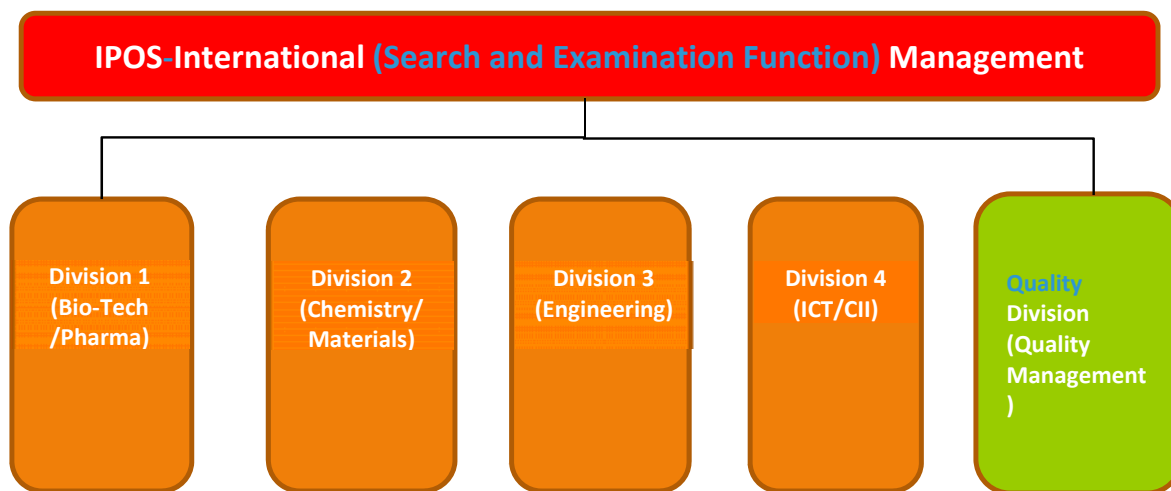 IPOS-International (Search and Examination Function) Management
Division 1
(Bio-Tech
/Pharma)
Division 2
(Chemistry/
Materials)
Division 3
(Engineering)
Division 4
(ICT/CII)
Quality
Division
(Quality
Management
)